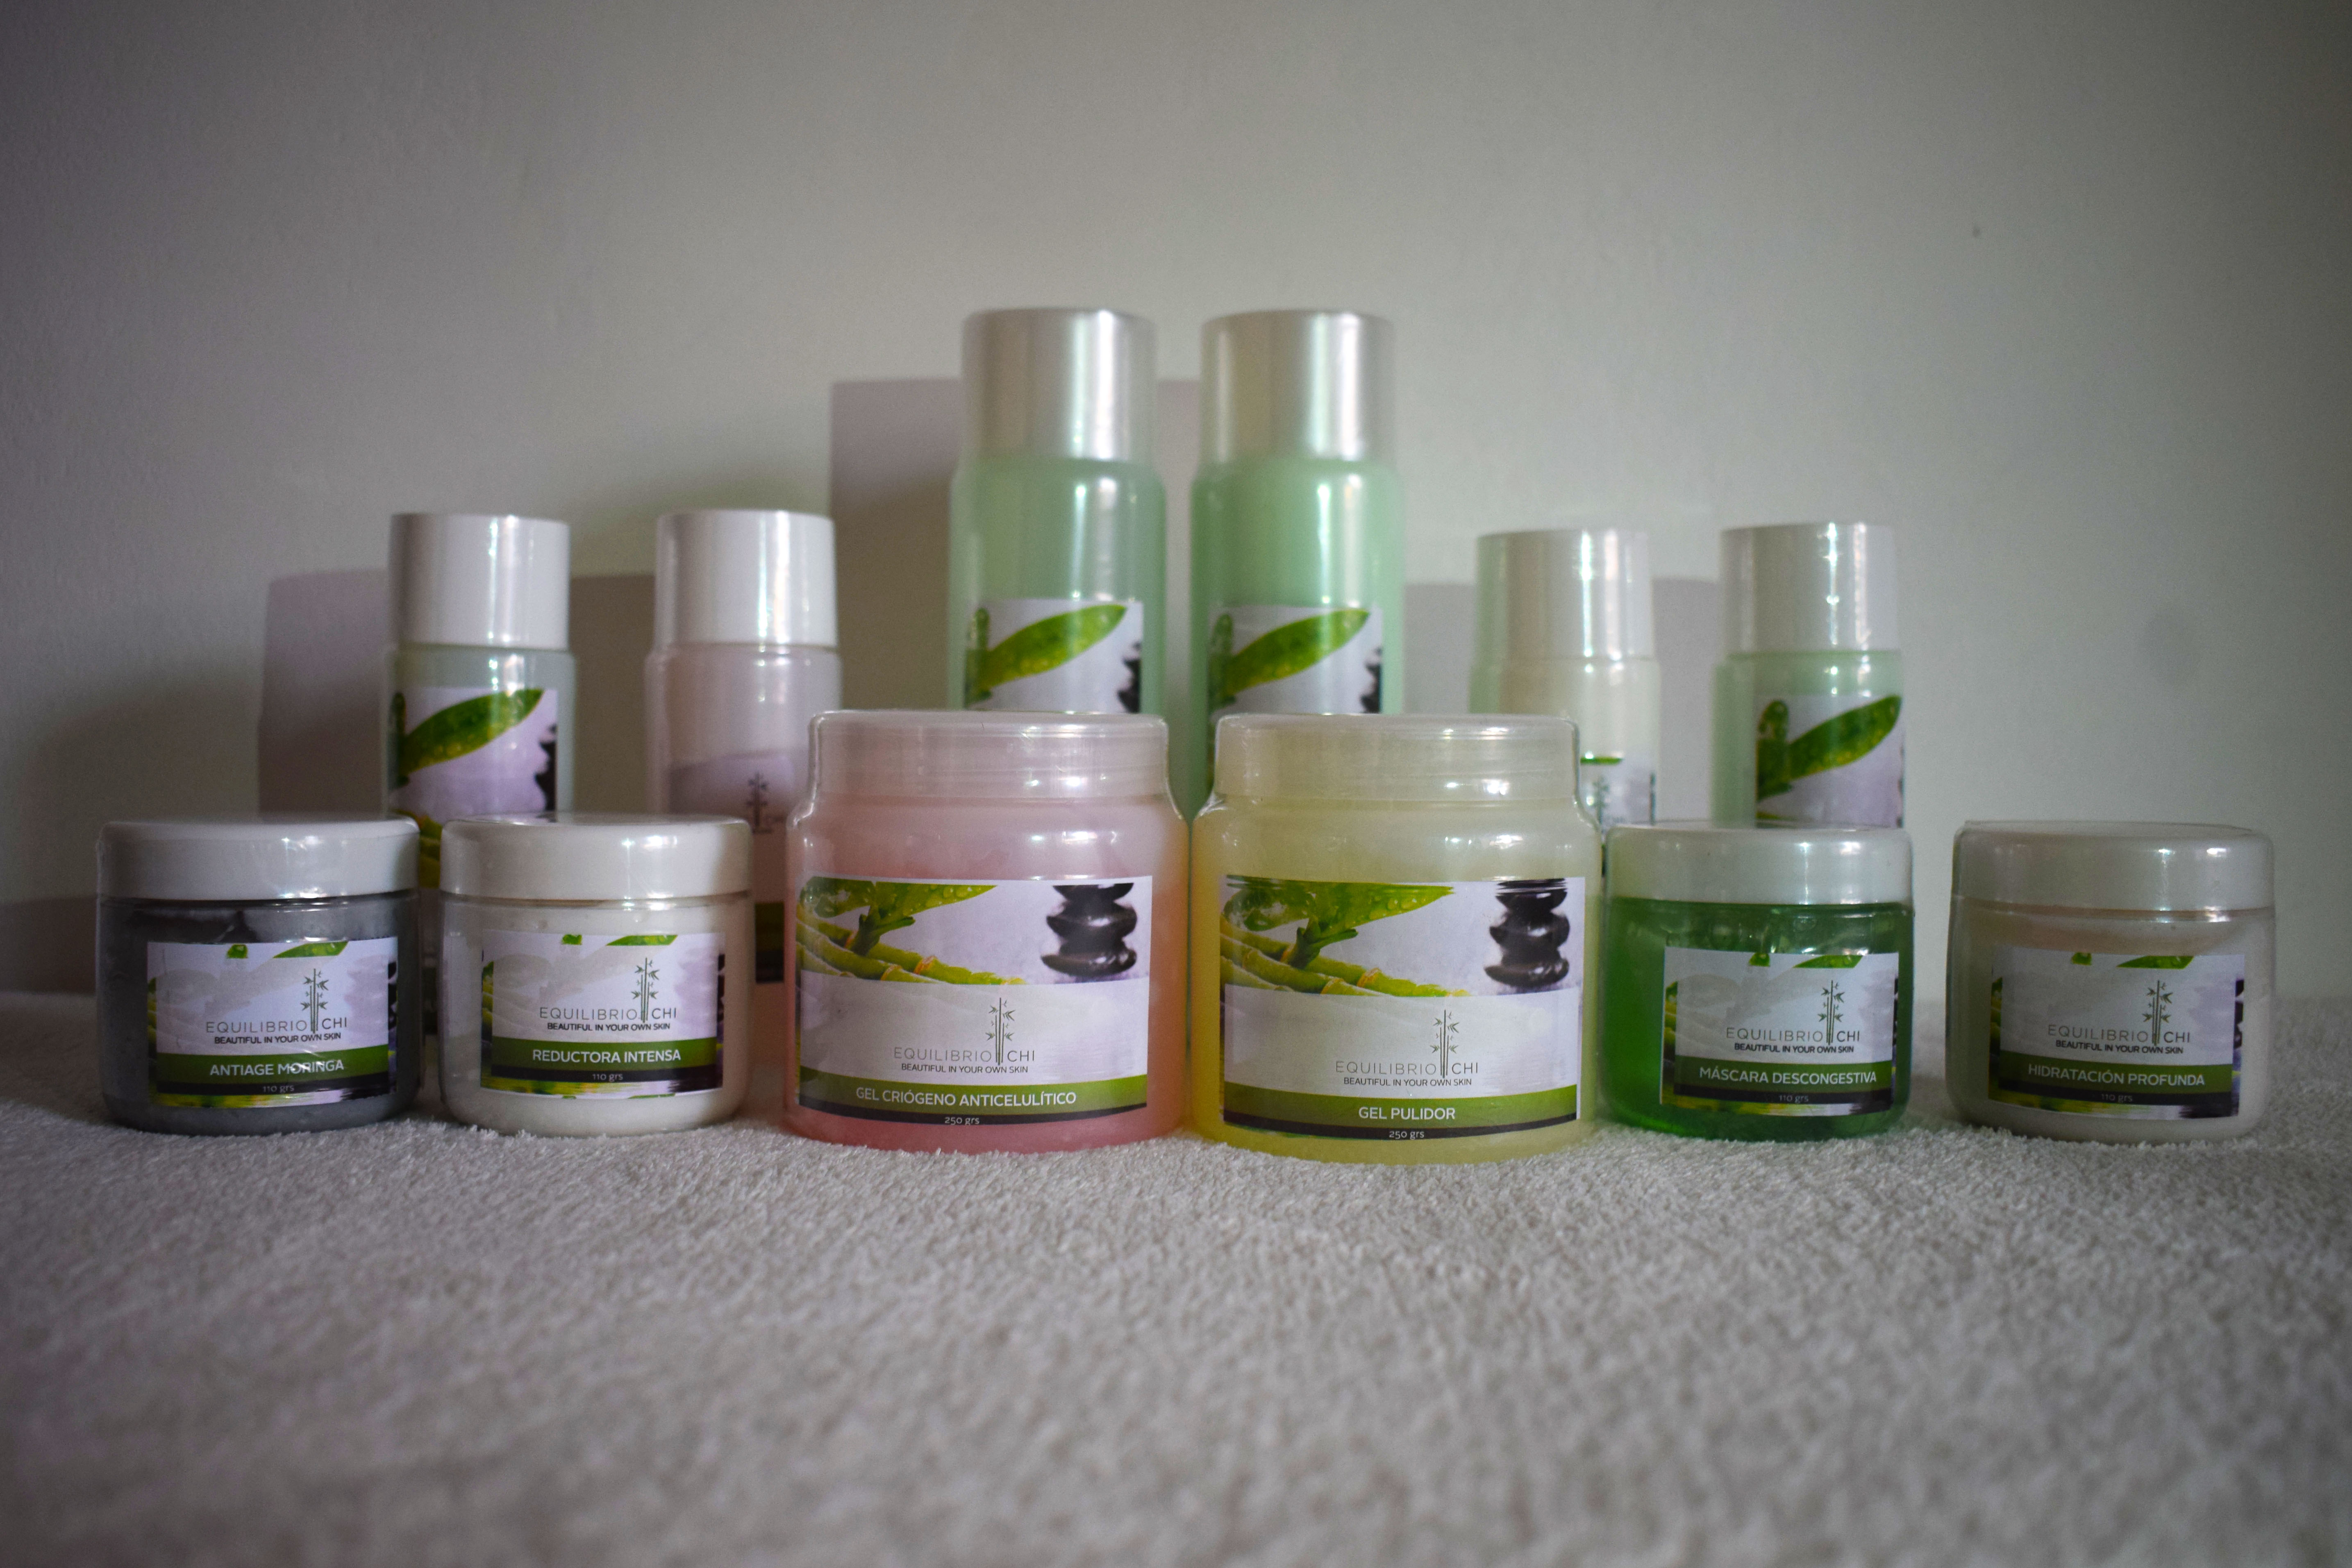 EQUILIBRIO CHI
BEAUTIFUL IN YOUR OWN SKIN
ANTIAGE MORINGA
110 grs
EQUILIBRIO CHI
BEAUTIFUL IN YOUR OWN SKIN
REDUCTORA INTENSA
110 grs
EQUILIBRIO CHI
BEAUTIFUL IN YOUR OWN SKIN
GEL CRIÓGENO ANTICELULÍTICO
250 grs
EQUILIBRIO CHI
BEAUTIFUL IN YOUR OWN SKIN
GEL PULIDOR
250 grs
EQUILIBRIO CHI
BEAUTIFUL IN YOUR OWN SKIN
MÁSCARA DESCONGESTIVA
110 grs
EQUILIBRIO CHI
BEAUTIFUL IN YOUR OWN SKIN
HIDRATACIÓN PROFUNDA
110 grs